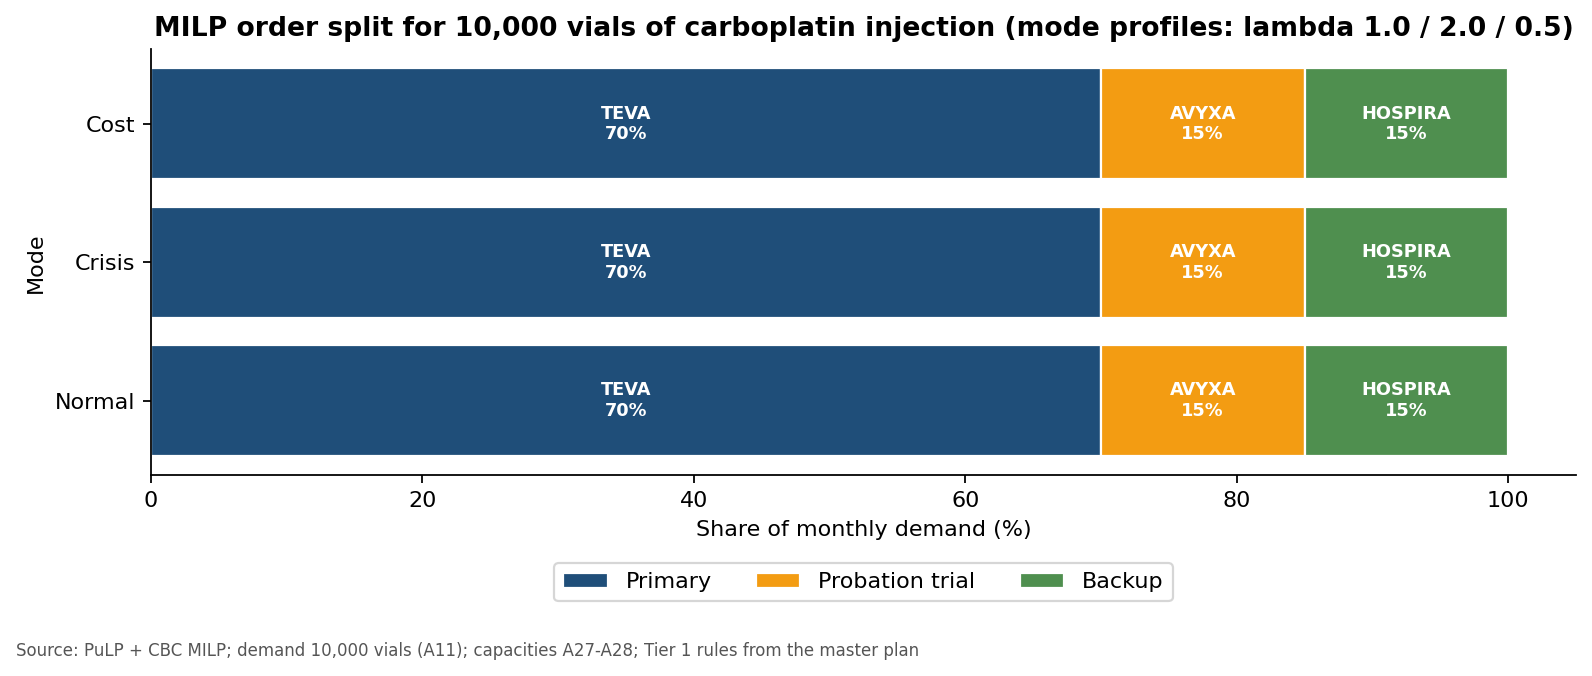 MILP order split for 10,000 vials of carboplatin injection (mode profiles: lambda 1.0 / 2.0 / 0.5)
Mode
Cost
TEVA
70%
AVYXA
15%
HOSPIRA
15%
Crisis
TEVA
70%
AVYXA
15%
HOSPIRA
15%
Normal
TEVA
70%
AVYXA
15%
HOSPIRA
15%
0 20 40 60 80 100
Share of monthly demand (%)
Primary Probation trial Backup
Source: PuLP + CBC MILP; demand 10,000 vials (A11); capacities A27-A28; Tier 1 rules from the master plan